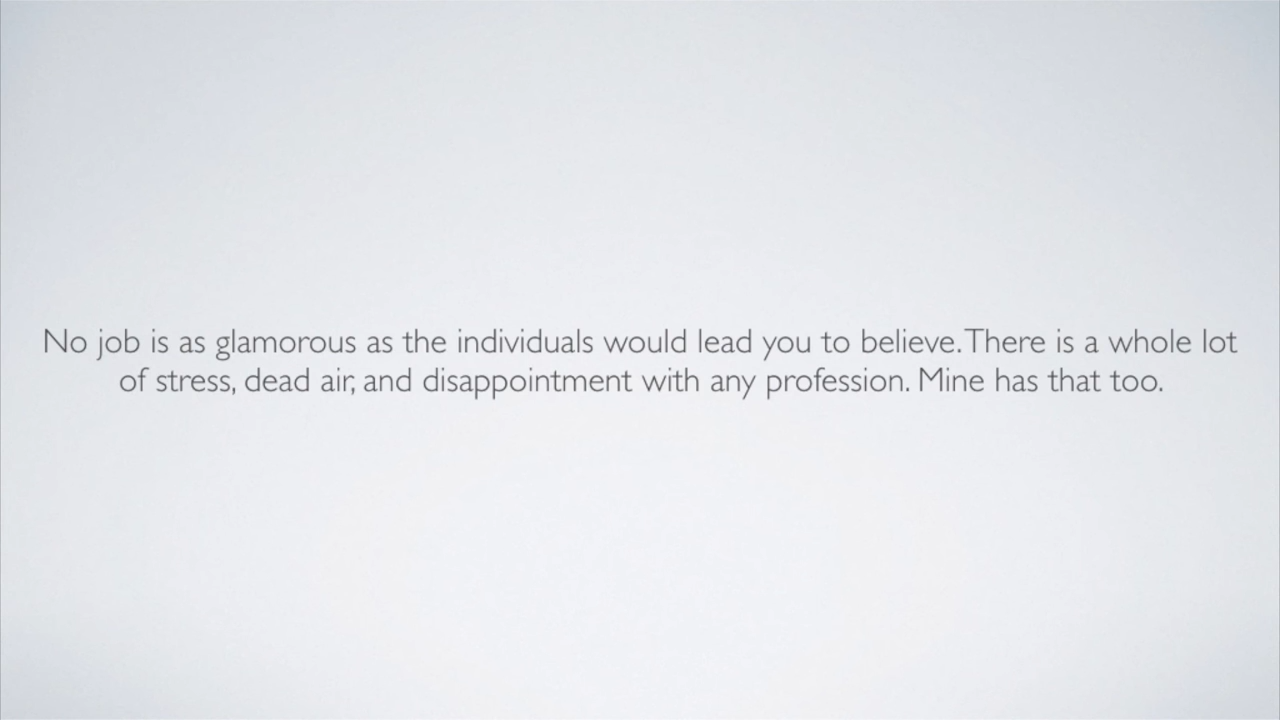 No job is as glamorous as the individuals would lead you to believe. There is a whole lot
of stress, dead air, and disappointment with any profession. Mine has that too.